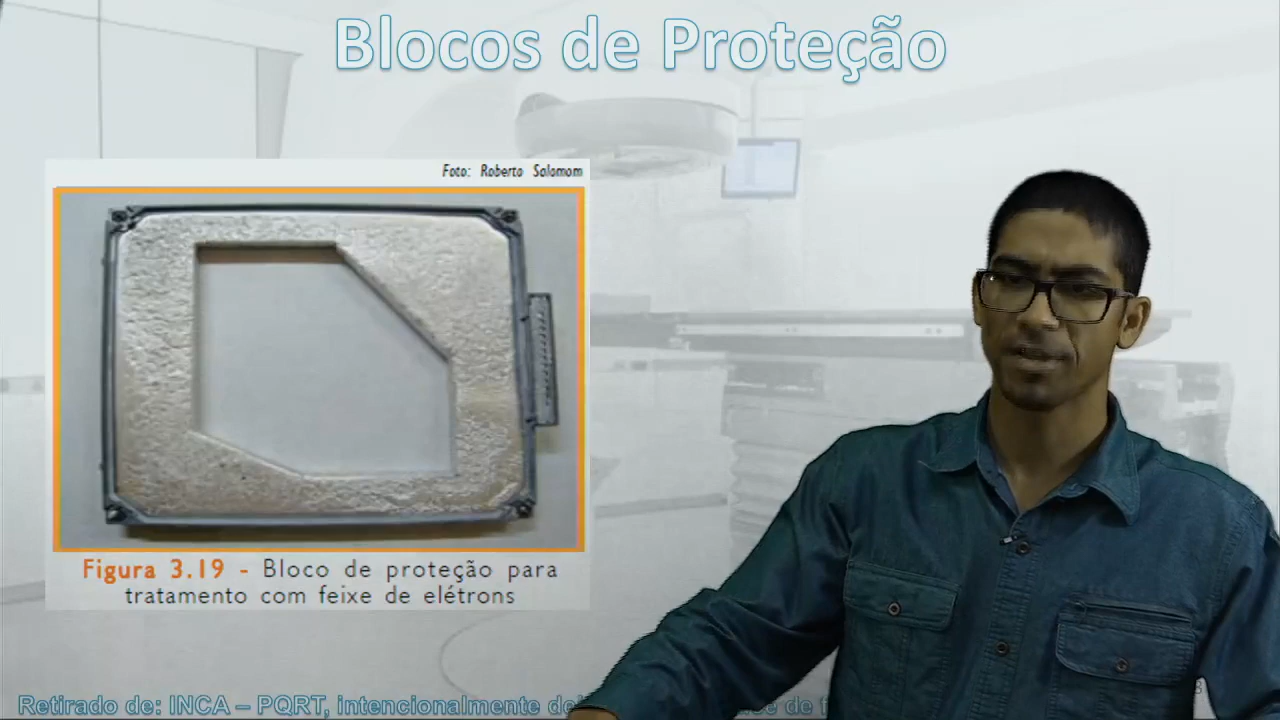 Blocos de Proteção
Foto: Roberto Salomom
Figura 3.19 - Bloco de proteção para
tratamento com feixe de elétrons
Retirado de: INCA – PQRT, intencionalmente de